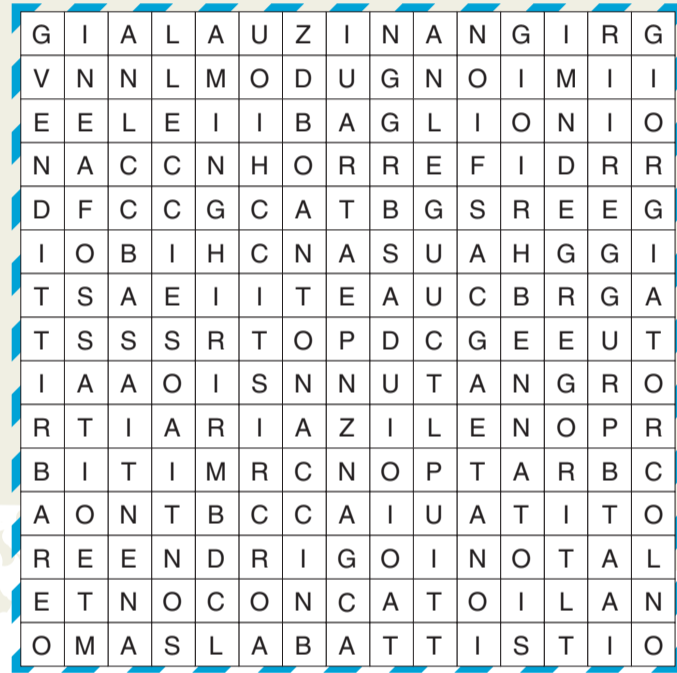 G I A L A U Z I N A N G I R G
V N N L M O D U G N O I M I I
E E L E I I B A G L I O N I O
N A C C N H O R R E F I D R R
D F C C G C A T B G S R E E G
I O B I H C N A S U A H G G I
T S A E I I T E A U C B R G A
T S S S R T O P D C G E E U T
I A A O I S N N U T A N G R O
R T I A R I A Z I L E N O P R
B I T I M R C N O P T A R B C
A O N T B C C A I U A T I T O
R E E N D R I G O I N O T A L
E T N O C O N C A T O I L A N
O M A S L A B A T T I S T I O